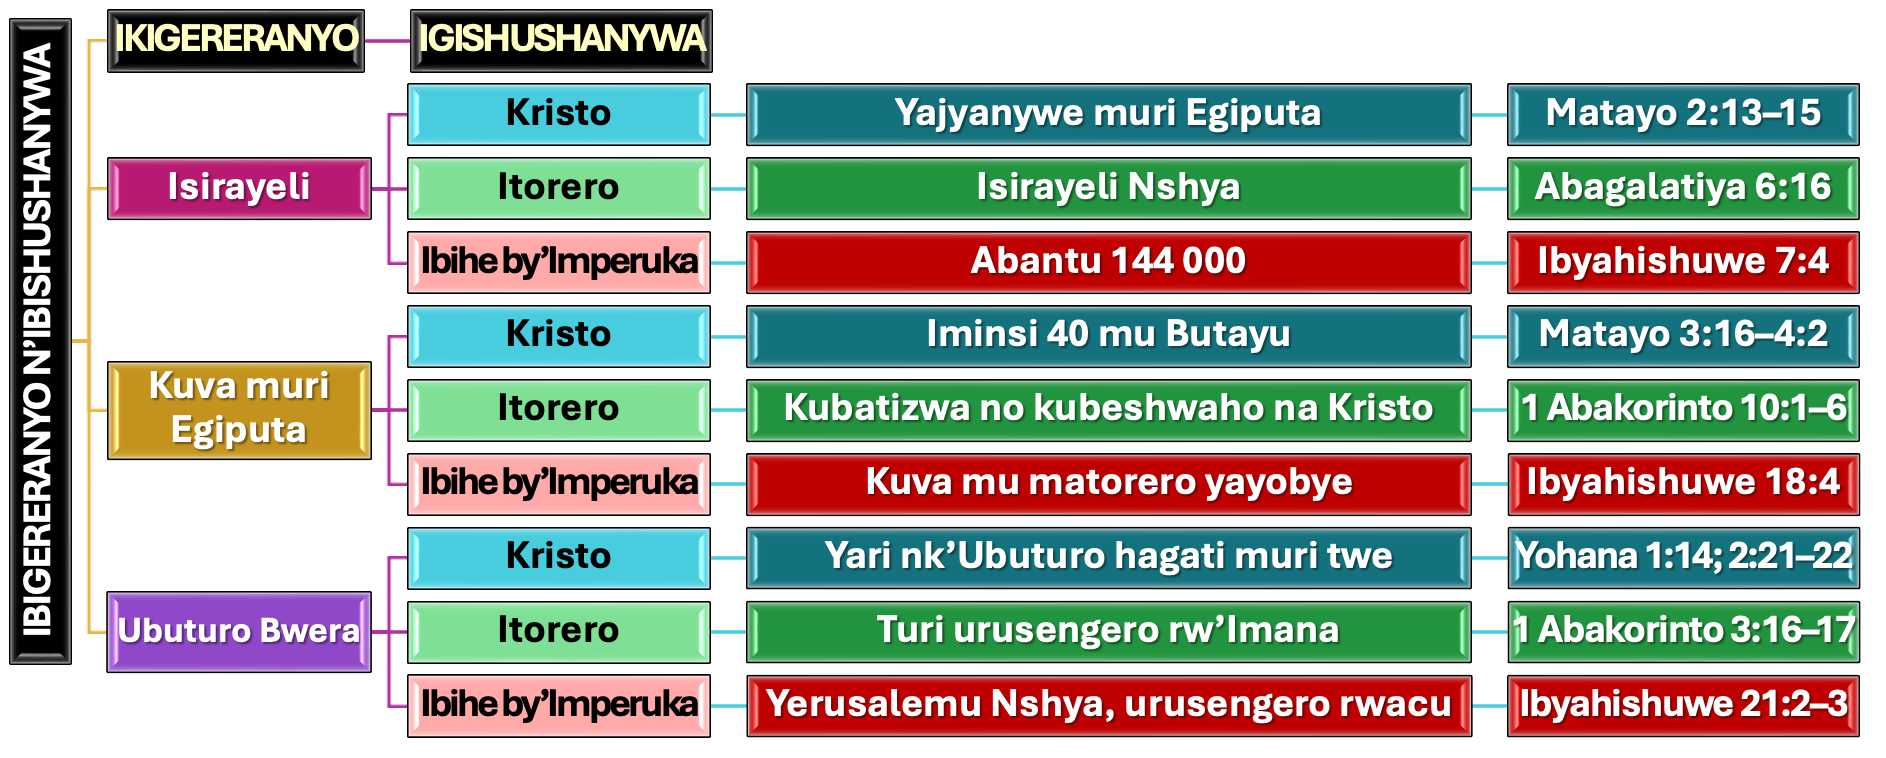 IBIGERERANYO N’IBISHUSHANYWA
IKIGERERANYO
IGISHUSHANYWA
Isirayeli
Kristo
Yajyanywe muri Egiputa
Matayo 2:13–15
Itorero
Isirayeli Nshya
Abagalatiya 6:16
Ibihe by’Imperuka
Abantu 144 000
Ibyahishuwe 7:4
Kuva muri
Egiputa
Kristo
Iminsi 40 mu Butayu
Matayo 3:16–4:2
Itorero
Kubatizwa no kubeshwaho na Kristo
1 Abakorinto 10:1–6
Ibihe by’Imperuka
Kuva mu matorero yayobye
Ibyahishuwe 18:4
Ubuturo Bwera
Kristo
Yari nk’Ubuturo hagati muri twe
Yohana 1:14; 2:21–22
Itorero
Turi urusengero rw’Imana
1 Abakorinto 3:16–17
Ibihe by’Imperuka
Yerusalemu Nshya, urusengero rwacu
Ibyahishuwe 21:2–3